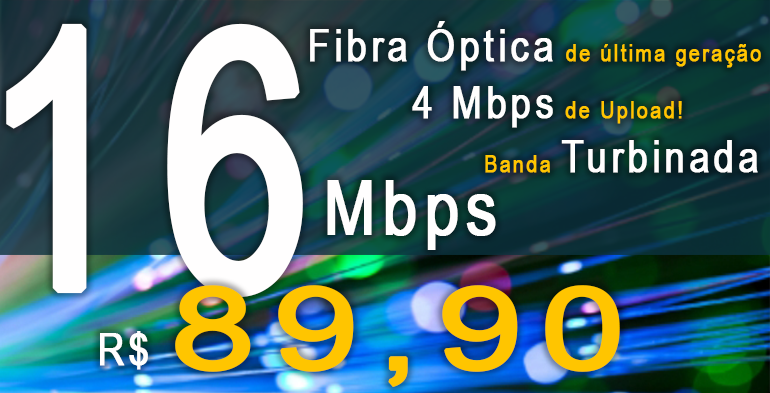 Fibra Óptica de última geração
4 Mbps de Upload!
Banda Turbinada
16 Mbps
R$ 89,90